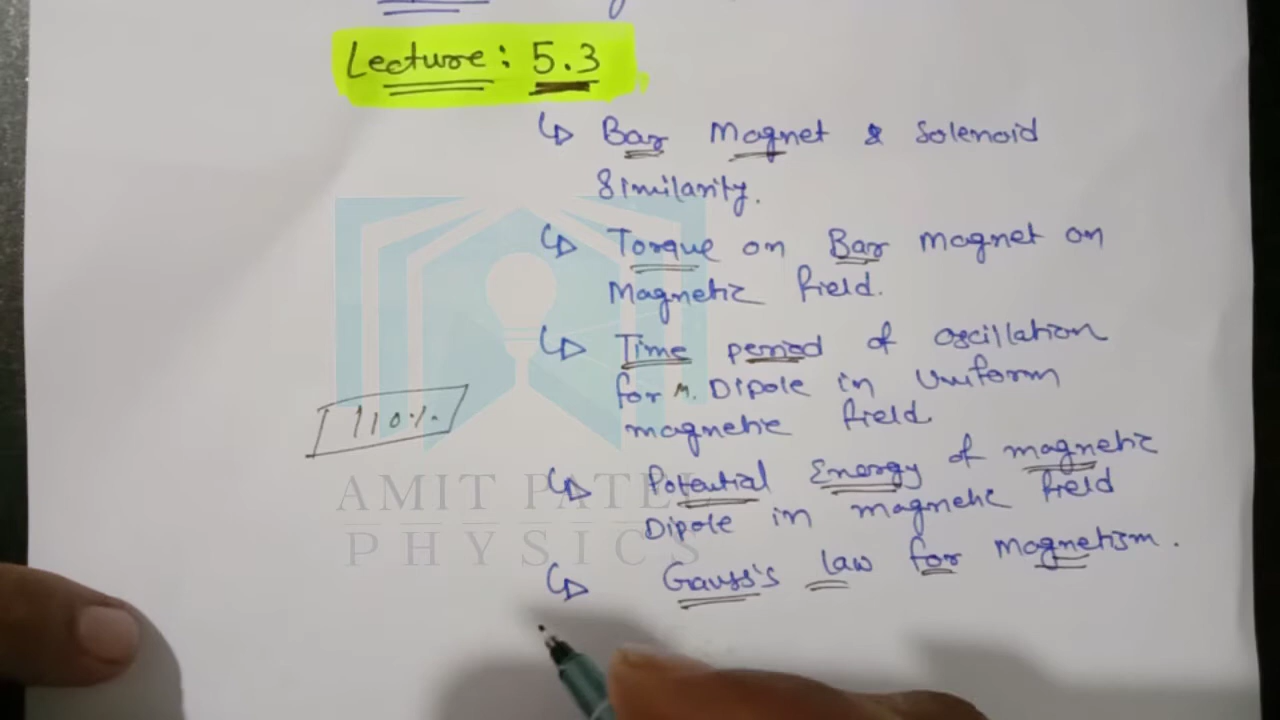 Lecture: 5.3
↳ Bar Magnet & Solenoid
Similarity.
↳ Torque on Bar Magnet on
Magnetic field.
↳ Time period of oscillation
for M. Dipole in Uniform
magnetic field.
110%.
↳ Potential Energy of magnetic
Dipole in magnetic field
↳ Gauss's law for Magnetism.
AMIT PATEL
PHYSICS